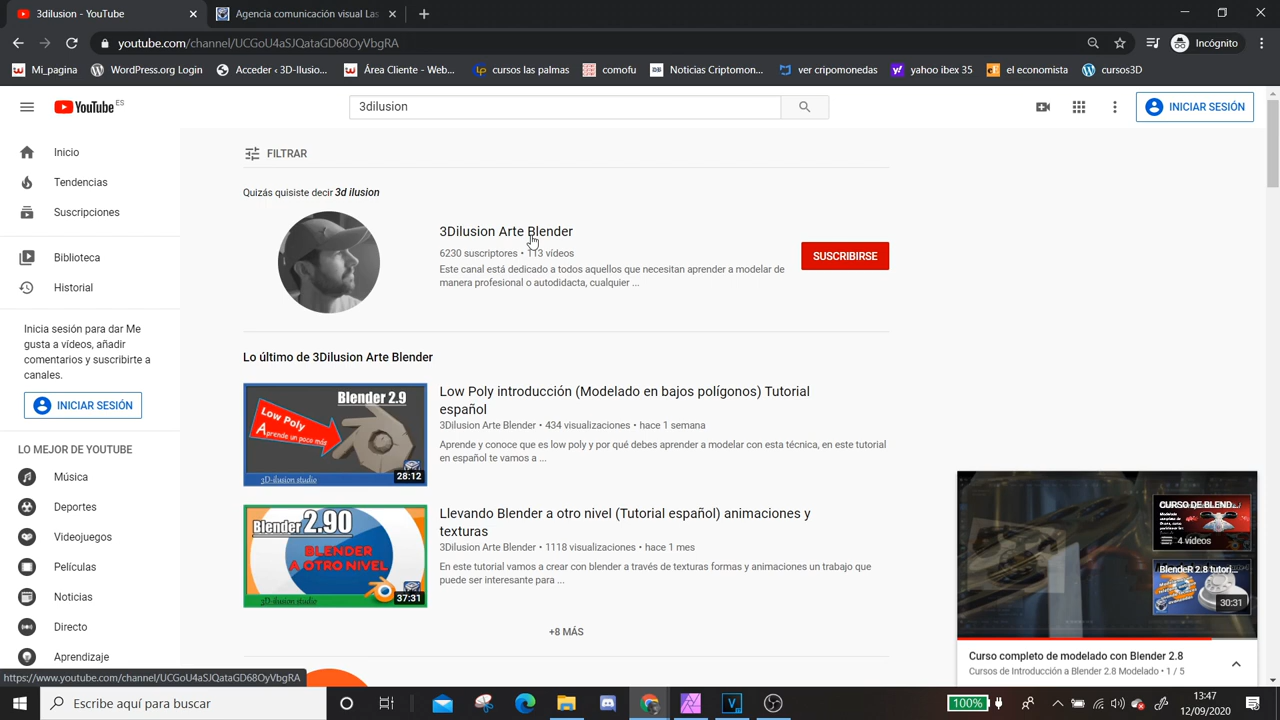 3dilusion - YouTube
Agencia comunicación visual Las
youtube.com/channel/UCGoU4aSJQataGD68OyVbgRA
Incógnito
Mi_pagina
WordPress.org Login
Acceder ‹ 3D-Ilusio...
Área Cliente - Web...
cursos las palmas
comofu
Noticias Criptomon...
ver cripomonedas
yahoo ibex 35
el economista
cursos3D
YouTube ES
3dilusion
INICIAR SESIÓN
Inicio
Tendencias
Suscripciones
Biblioteca
Historial
Inicia sesión para dar Me
gusta a vídeos, añadir
comentarios y suscribirte a
canales.
INICIAR SESIÓN
LO MEJOR DE YOUTUBE
Música
Deportes
Videojuegos
Películas
Noticias
Directo
Aprendizaje
FILTRAR
Quizás quisiste decir 3d ilusion
3Dilusion Arte Blender
6230 suscriptores • 113 vídeos
Este canal está dedicado a todos aquellos que necesitan aprender a modelar de
manera profesional o autodidacta, cualquier ...
SUSCRIBIRSE
Lo último de 3Dilusion Arte Blender
Blender 2.9
Low Poly
Aprende un poco más
3D-ilusion studio
28:12
Low Poly introducción (Modelado en bajos polígonos) Tutorial
español
3Dilusion Arte Blender • 434 visualizaciones • hace 1 semana
Aprende y conoce que es low poly y por qué debes aprender a modelar con esta técnica, en este tutorial
en español te vamos a ...
Blender 2.90
BLENDER
A OTRO NIVEL
3D-ilusion studio
37:31
Llevando Blender a otro nivel (Tutorial español) animaciones y
texturas
3Dilusion Arte Blender • 1118 visualizaciones • hace 1 mes
En este tutorial vamos a crear con blender a través de texturas formas y animaciones un trabajo que
puede ser interesante para ...
+8 MÁS
CURSO DE BLEND...
4 vídeos
BlendeR 2.8 tutori...
30:31
Curso completo de modelado con Blender 2.8
Cursos de Introducción a Blender 2.8 Modelado • 1 / 5
https://www.youtube.com/channel/UCGoU4aSJQataGD68OyVbgRA
Escribe aquí para buscar
100%
13:47
12/09/2020